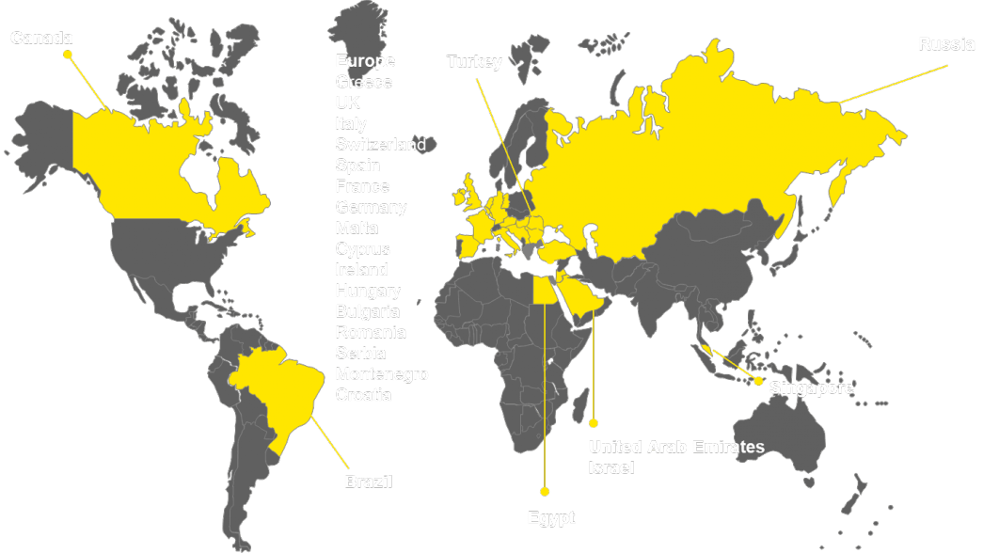 Canada
Russia
Europe
Turkey
Greece
UK
Italy
Switzerland
Spain
France
Germany
Malta
Cyprus
Ireland
Hungary
Bulgaria
Romania
Serbia
Montenegro
Croatia
Singapore
United Arab Emirates
Israel
Brazil
Egypt